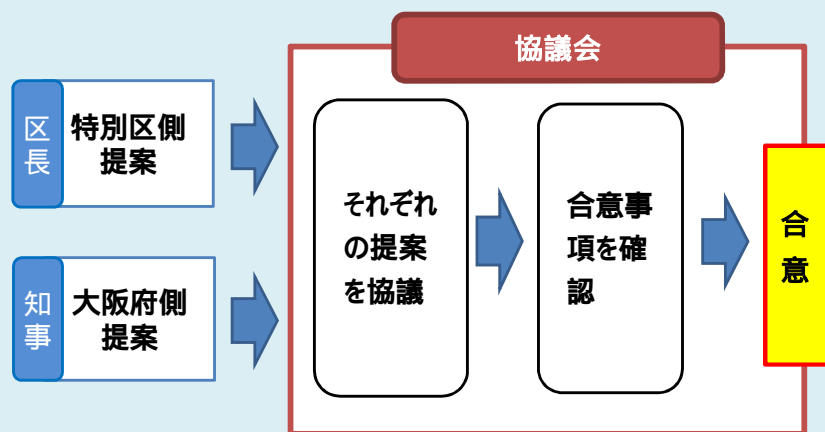 協議会
区長
特別区側
提案
知事
大阪府側
提案
それぞれ
の提案
を協議
合意事
項を確
認
合意